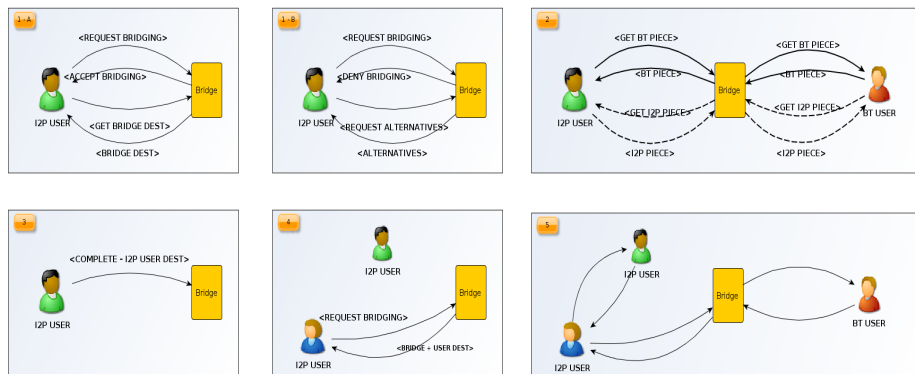 1 - A
<REQUEST BRIDGING>
<ACCEPT BRIDGING>
Bridge
I2P USER
<GET BRIDGE DEST>
<BRIDGE DEST>
1 - B
<REQUEST BRIDGING>
<DENY BRIDGING>
Bridge
I2P USER
<REQUEST ALTERNATIVES>
<ALTERNATIVES>
2
<GET BT PIECE>
<GET BT PIECE>
<BT PIECE>
<BT PIECE>
Bridge
I2P USER
<GET I2P PIECE>
<GET I2P PIECE>
BT USER
<I2P PIECE>
<I2P PIECE>
3
<COMPLETE - I2P USER DEST>
Bridge
I2P USER
4
I2P USER
Bridge
<REQUEST BRIDGING>
<BRIDGE + USER DEST>
I2P USER
5
I2P USER
Bridge
BT USER
I2P USER